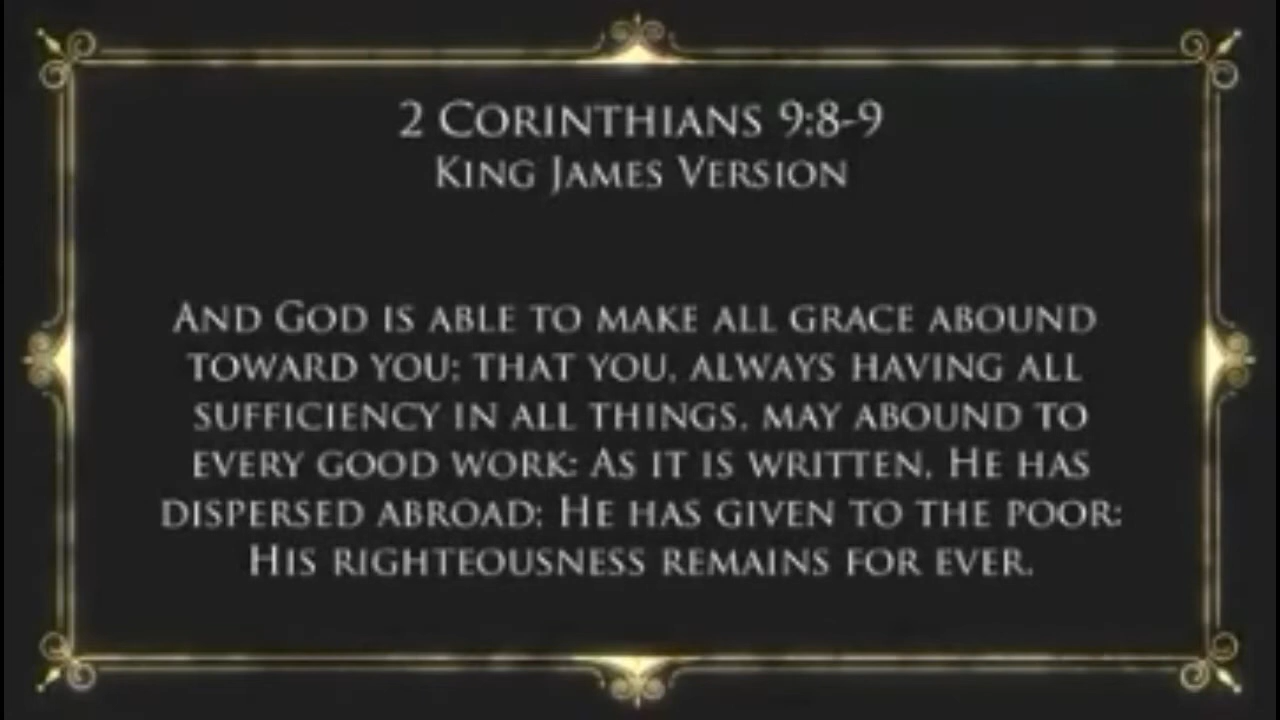 2 Corinthians 9:8-9
King James Version
And God is able to make all grace abound
toward you; that you, always having all
sufficiency in all things, may abound to
every good work: As it is written, He has
dispersed abroad; He has given to the poor:
His righteousness remains for ever.